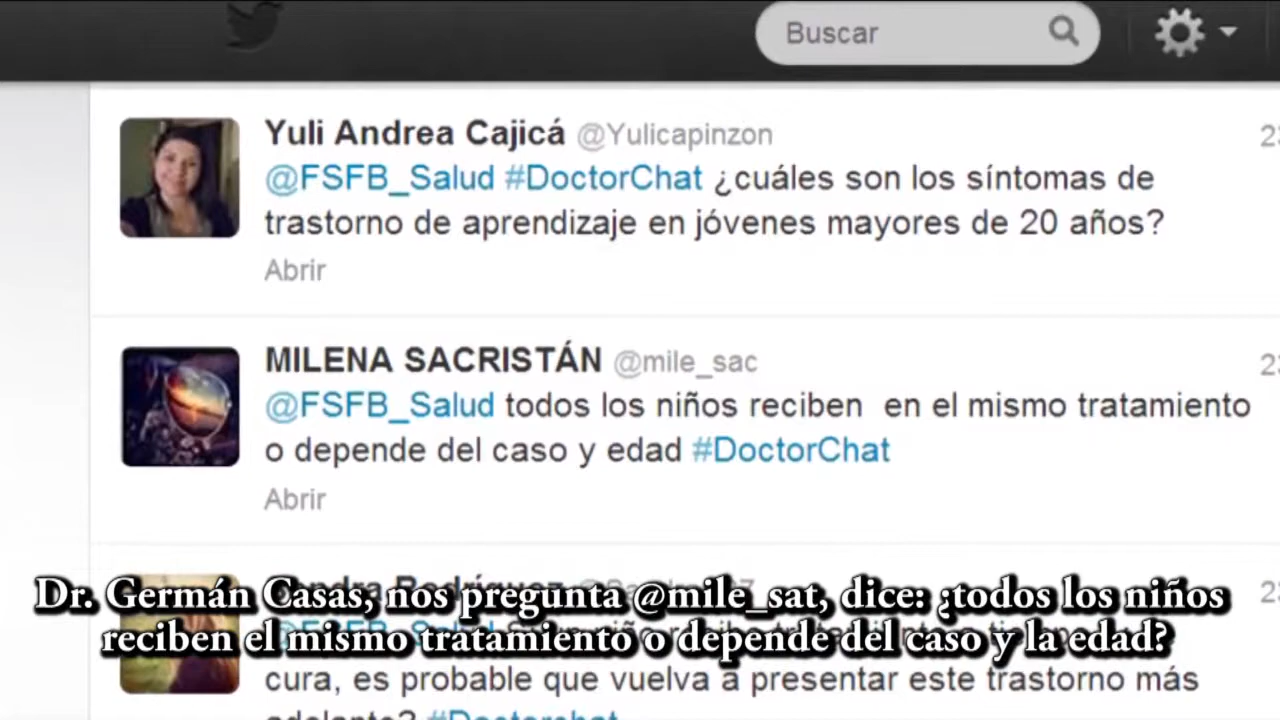 Buscar
Yuli Andrea Cajicá @Yulicapinzon
@FSFB_Salud #DoctorChat ¿cuáles son los síntomas de
trastorno de aprendizaje en jóvenes mayores de 20 años?
Abrir
MILENA SACRISTÁN @mile_sac
@FSFB_Salud todos los niños reciben en el mismo tratamiento
o depende del caso y edad #DoctorChat
Abrir
Dr. Germán Casas, nos pregunta @mile_sat, dice: ¿todos los niños
reciben el mismo tratamiento o depende del caso y la edad?
cura, es probable que vuelva a presentar este trastorno más
adelante? #Doctorchat